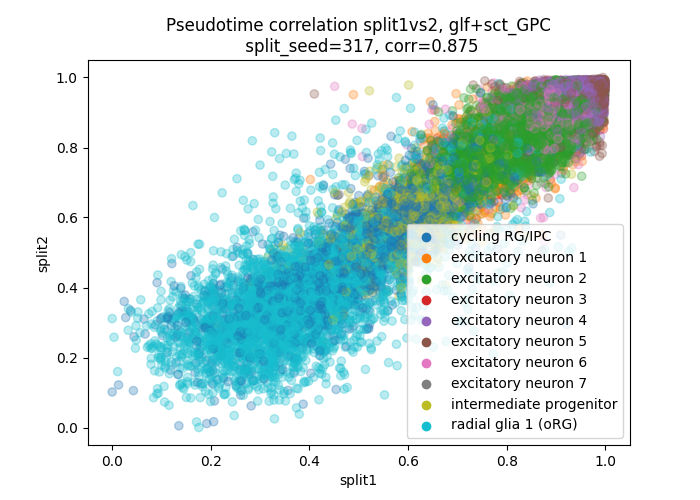 Pseudotime correlation split1vs2, glf+sct_GPC
split_seed=317, corr=0.875
split2
1.0
0.8
0.6
0.4
0.2
0.0
cycling RG/IPC
excitatory neuron 1
excitatory neuron 2
excitatory neuron 3
excitatory neuron 4
excitatory neuron 5
excitatory neuron 6
excitatory neuron 7
intermediate progenitor
radial glia 1 (oRG)
0.0 0.2 0.4 0.6 0.8 1.0
split1